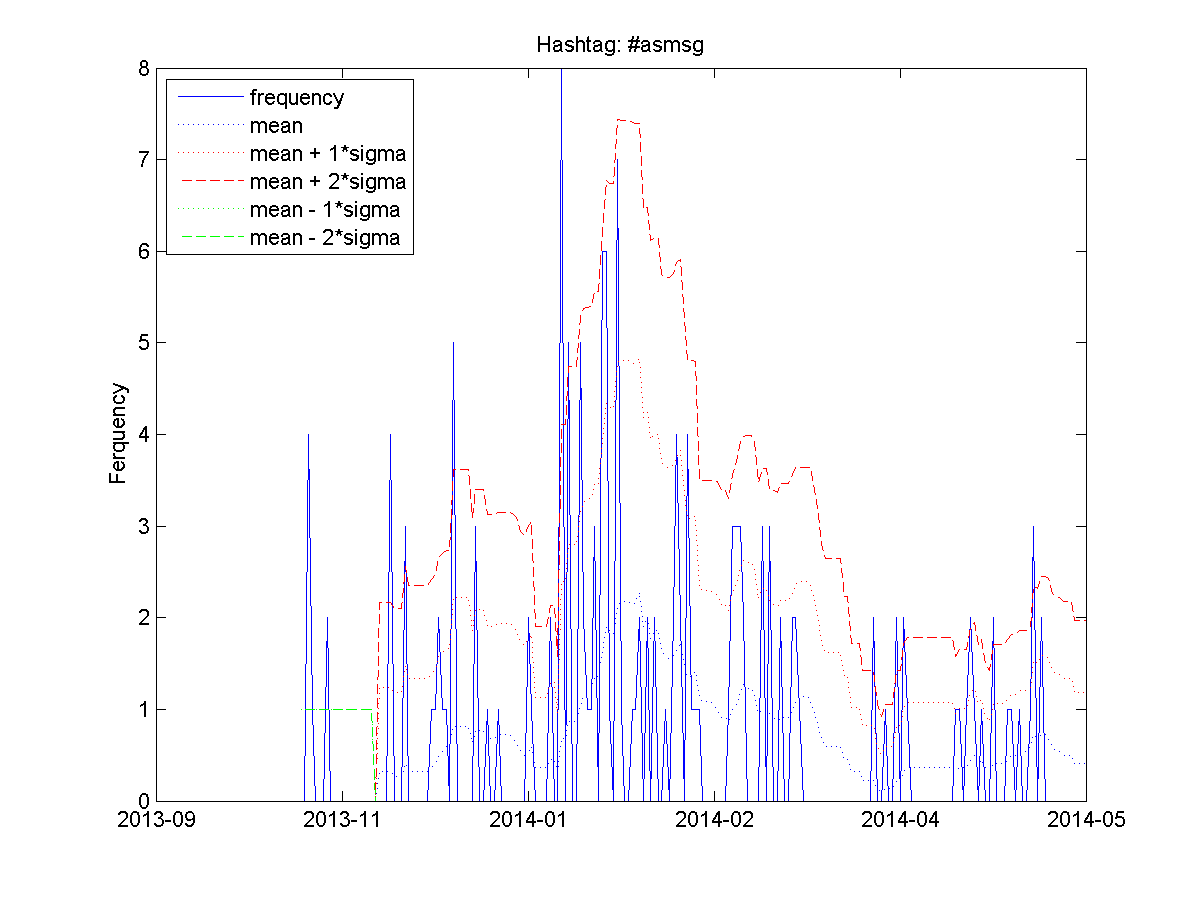 Hashtag: #asmsg
8
7
6
5
4
3
2
1
0
Ferquency
frequency
mean
mean + 1*sigma
mean + 2*sigma
mean - 1*sigma
mean - 2*sigma
2013-09 2013-11 2014-01 2014-02 2014-04 2014-05